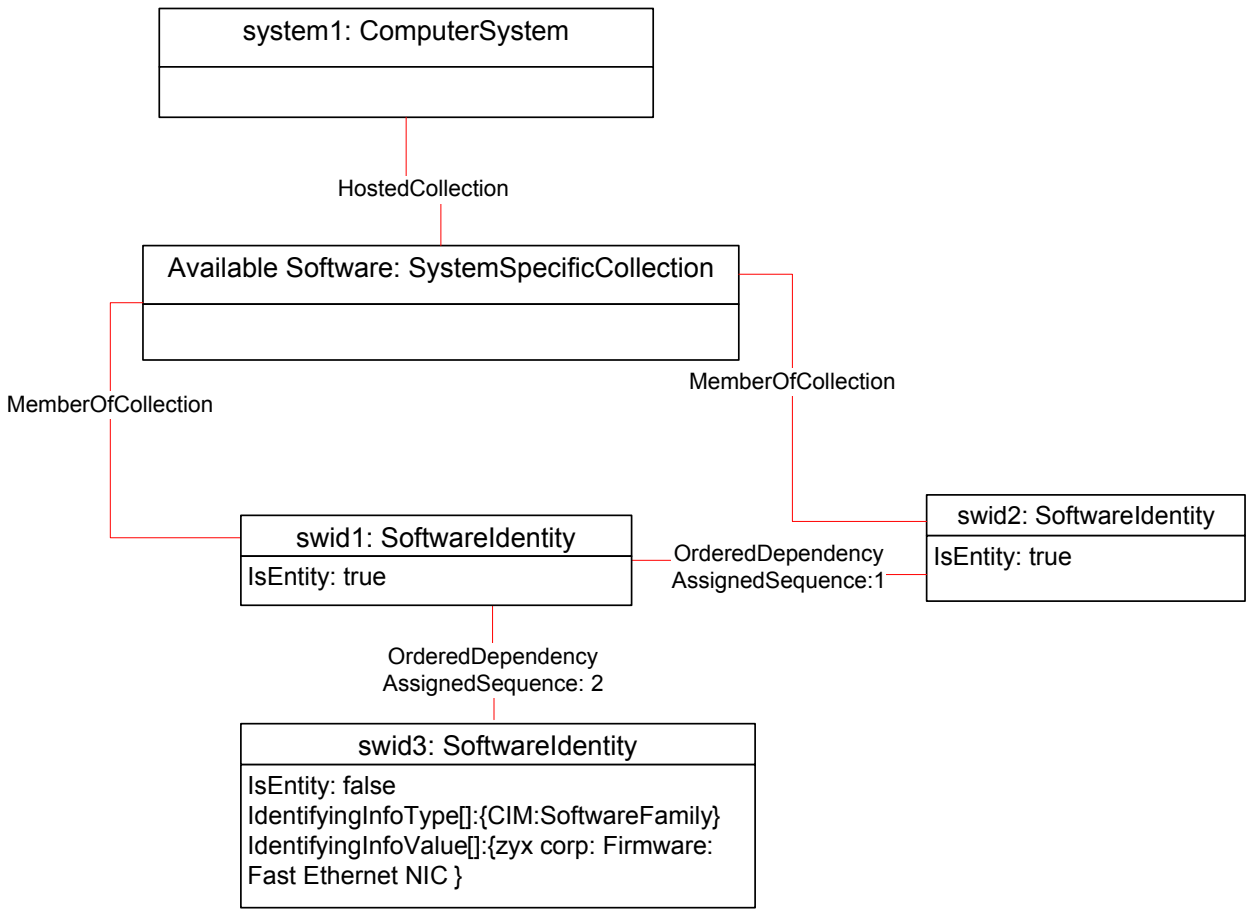 system1: ComputerSystem
HostedCollection
Available Software: SystemSpecificCollection
MemberOfCollection
MemberOfCollection
swid1: SoftwareIdentity
IsEntity: true
OrderedDependency
AssignedSequence:1
swid2: SoftwareIdentity
IsEntity: true
OrderedDependency
AssignedSequence: 2
swid3: SoftwareIdentity
IsEntity: false
IdentifyingInfoType[]:{CIM:SoftwareFamily}
IdentifyingInfoValue[]:{zyx corp: Firmware:
Fast Ethernet NIC }